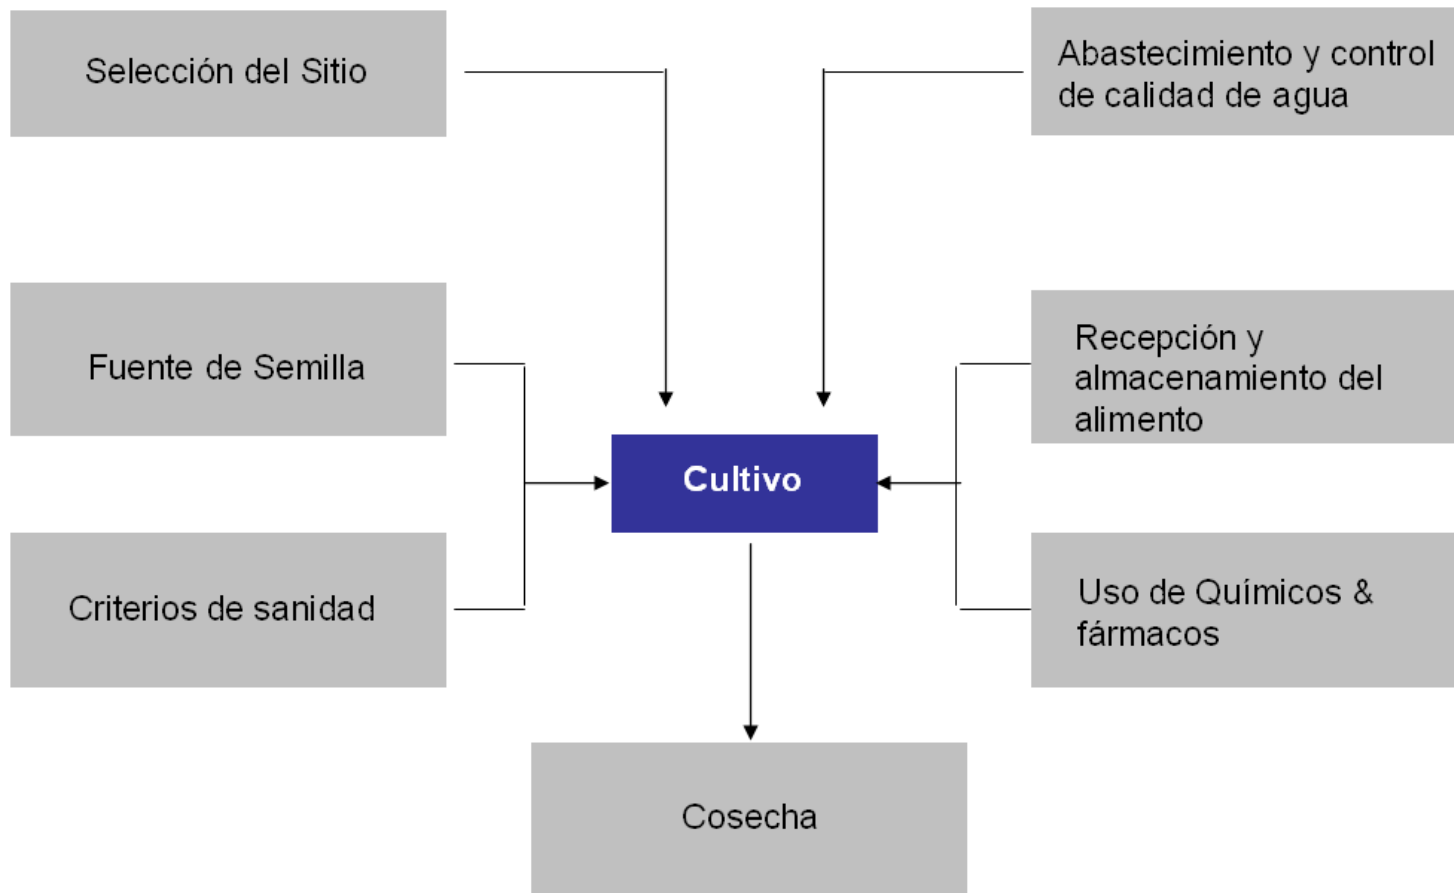 Selección del Sitio
Abastecimiento y control
de calidad de agua
Fuente de Semilla
Recepción y
almacenamiento del
alimento
Cultivo
Criterios de sanidad
Uso de Químicos &
fármacos
Cosecha